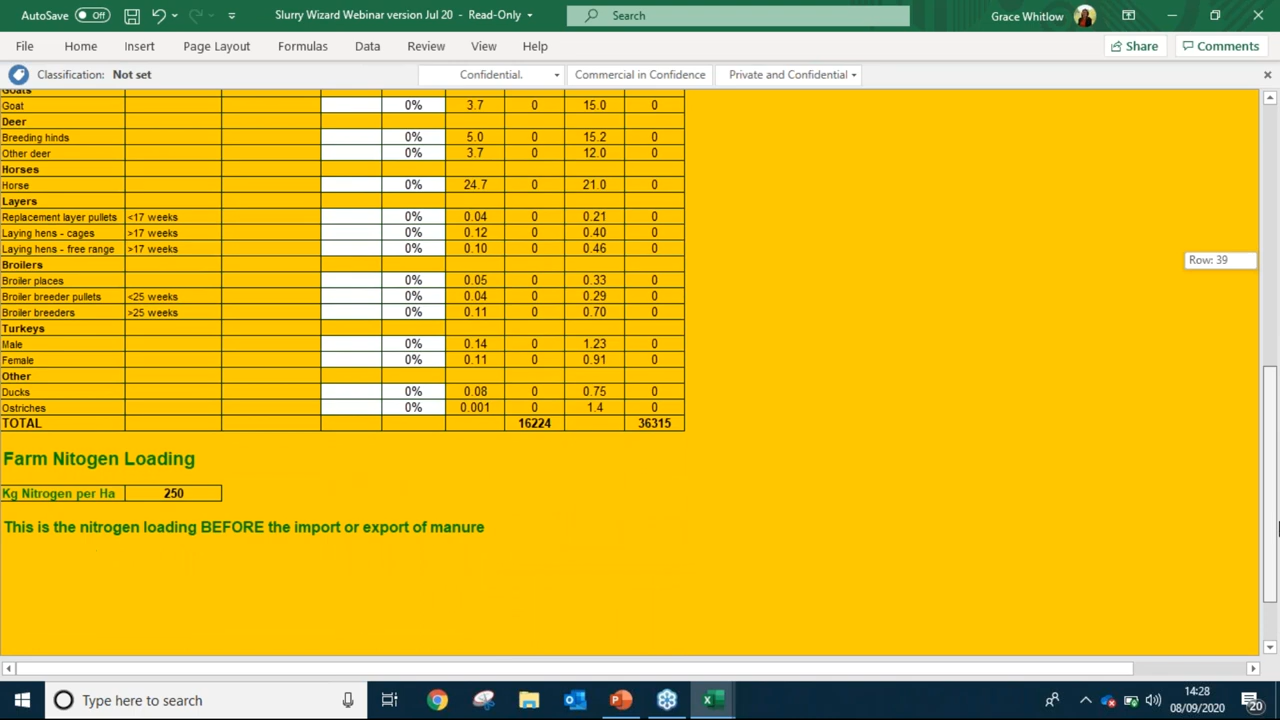 AutoSave Off Slurry Wizard Webinar version Jul 20 - Read-Only Search Grace Whitlow
File Home Insert Page Layout Formulas Data Review View Help Share Comments
Classification: Not set Confidential. Commercial in Confidence Private and Confidential
Goats
Goat 0% 3.7 0 15.0 0
Deer
Breeding hinds 0% 5.0 0 15.2 0
Other deer 0% 3.7 0 12.0 0
Horses
Horse 0% 24.7 0 21.0 0
Layers
Replacement layer pullets <17 weeks 0% 0.04 0 0.21 0
Laying hens - cages >17 weeks 0% 0.12 0 0.40 0
Laying hens - free range >17 weeks 0% 0.10 0 0.46 0
Row: 39
Broilers
Broiler places 0% 0.05 0 0.33 0
Broiler breeder pullets <25 weeks 0% 0.04 0 0.29 0
Broiler breeders >25 weeks 0% 0.11 0 0.70 0
Turkeys
Male 0% 0.14 0 1.23 0
Female 0% 0.11 0 0.91 0
Other
Ducks 0% 0.08 0 0.75 0
Ostriches 0% 0.001 0 1.4 0
TOTAL 16224 36315
Farm Nitogen Loading
Kg Nitrogen per Ha 250
This is the nitrogen loading BEFORE the import or export of manure
Type here to search 14:28
08/09/2020 20